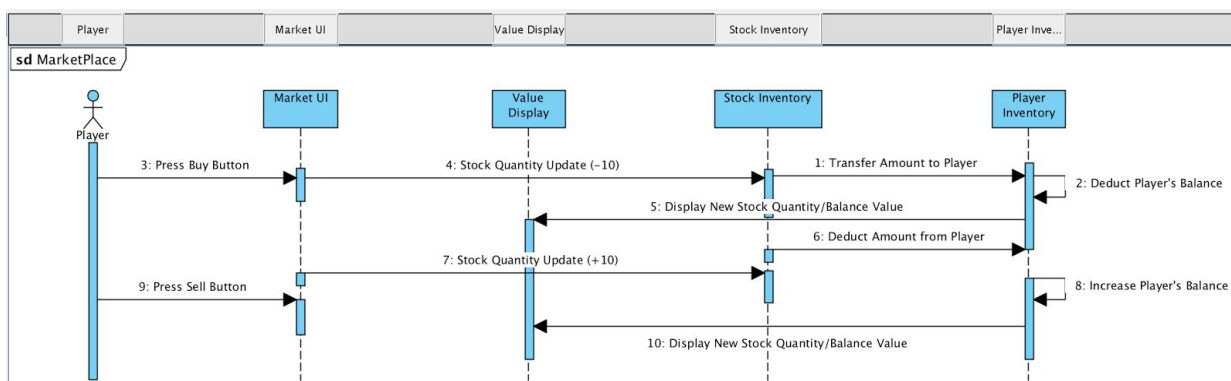 Player
Market UI
Value Display
Stock Inventory
Player Inve...
sd MarketPlace
Player
Market UI
Value
Display
Stock Inventory
Player
Inventory
3: Press Buy Button
4: Stock Quantity Update (-10)
1: Transfer Amount to Player
2: Deduct Player's Balance
5: Display New Stock Quantity/Balance Value
6: Deduct Amount from Player
7: Stock Quantity Update (+10)
9: Press Sell Button
8: Increase Player's Balance
10: Display New Stock Quantity/Balance Value